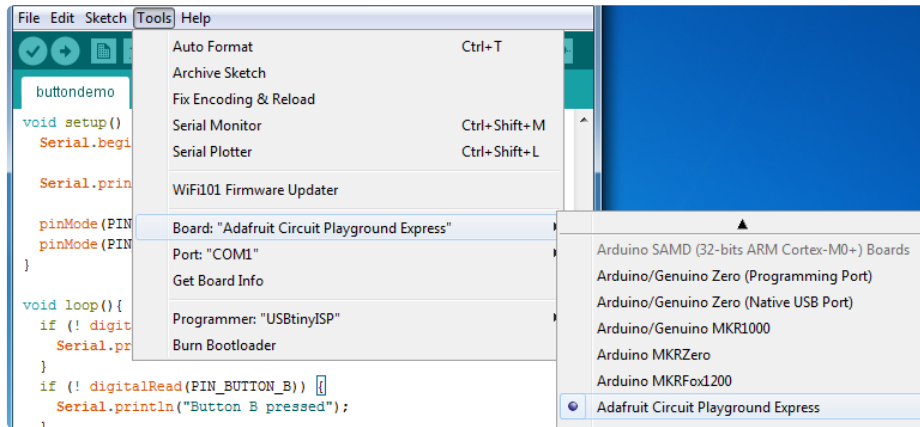 File Edit Sketch Tools Help
Auto Format Ctrl+T
Archive Sketch
Fix Encoding & Reload
Serial Monitor Ctrl+Shift+M
Serial Plotter Ctrl+Shift+L
WiFi101 Firmware Updater
Board: "Adafruit Circuit Playground Express"
Port: "COM1"
Get Board Info
Programmer: "USBtinyISP"
Burn Bootloader
Arduino SAMD (32-bits ARM Cortex-M0+) Boards
Arduino/Genuino Zero (Programming Port)
Arduino/Genuino Zero (Native USB Port)
Arduino/Genuino MKR1000
Arduino MKRZero
Arduino MKRFox1200
Adafruit Circuit Playground Express
buttondemo
void setup()
Serial.begi
Serial.prin
pinMode(PIN
pinMode(PIN
}
void loop(){
if (! digit
Serial.pr
}
if (! digitalRead(PIN_BUTTON_B)) {
Serial.println("Button B pressed");
}